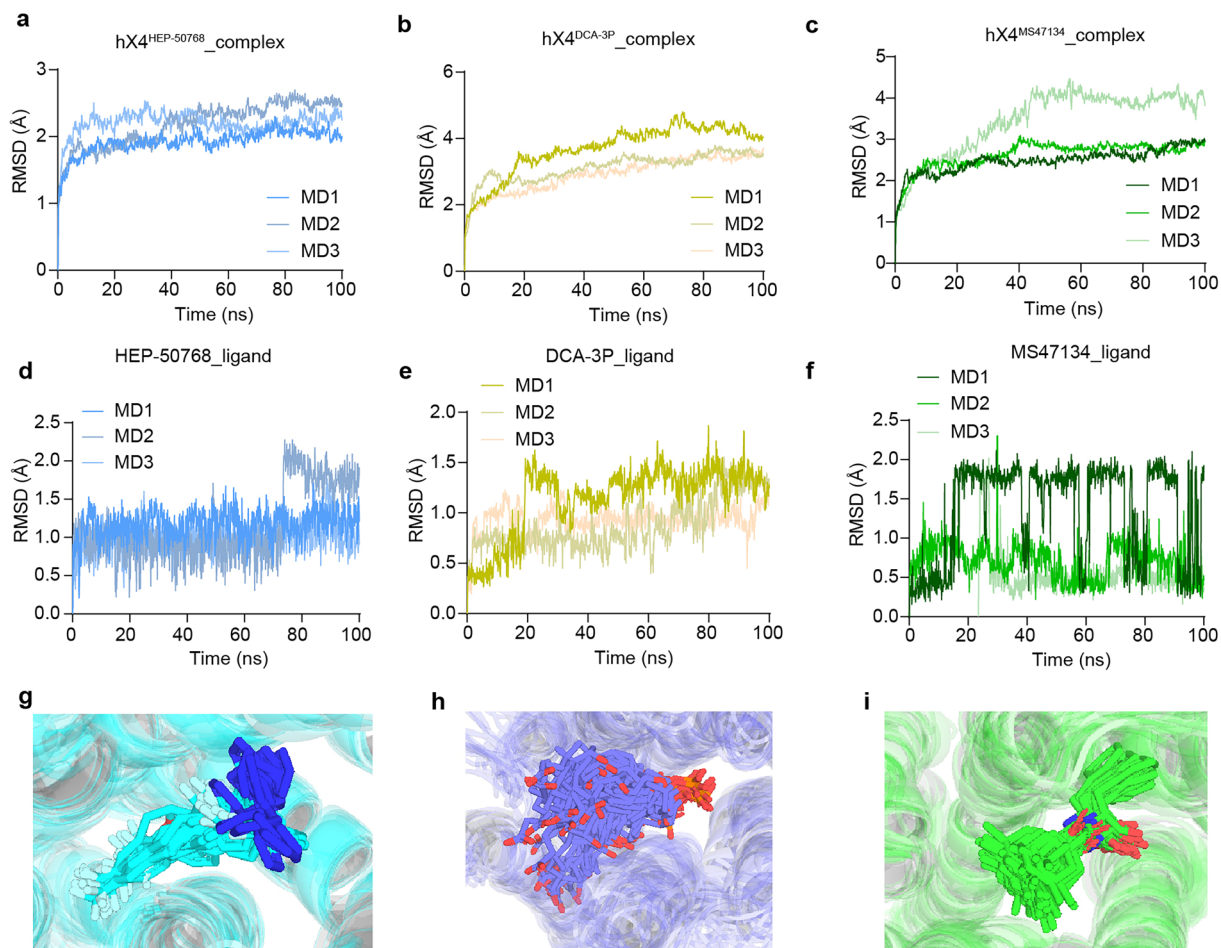 a
hX4HEP-50768_complex
RMSD (Å)
3
2
1
0
0 20 40 60 80 100
Time (ns)
MD1
MD2
MD3
b
hX4DCA-3P_complex
RMSD (Å)
6
4
2
0
0 20 40 60 80 100
Time (ns)
MD1
MD2
MD3
c
hX4MS47134_complex
RMSD (Å)
5
4
3
2
1
0
0 20 40 60 80 100
Time (ns)
MD1
MD2
MD3
d
HEP-50768_ligand
MD1
MD2
MD3
RMSD (Å)
2.5
2.0
1.5
1.0
0.5
0.0
0 20 40 60 80 100
Time (ns)
e
DCA-3P_ligand
MD1
MD2
MD3
RMSD (Å)
2.0
1.5
1.0
0.5
0.0
0 20 40 60 80 100
Time (ns)
f
MS47134_ligand
MD1
MD2
MD3
RMSD (Å)
2.5
2.0
1.5
1.0
0.5
0.0
0 20 40 60 80 100
Time (ns)
g
h
i